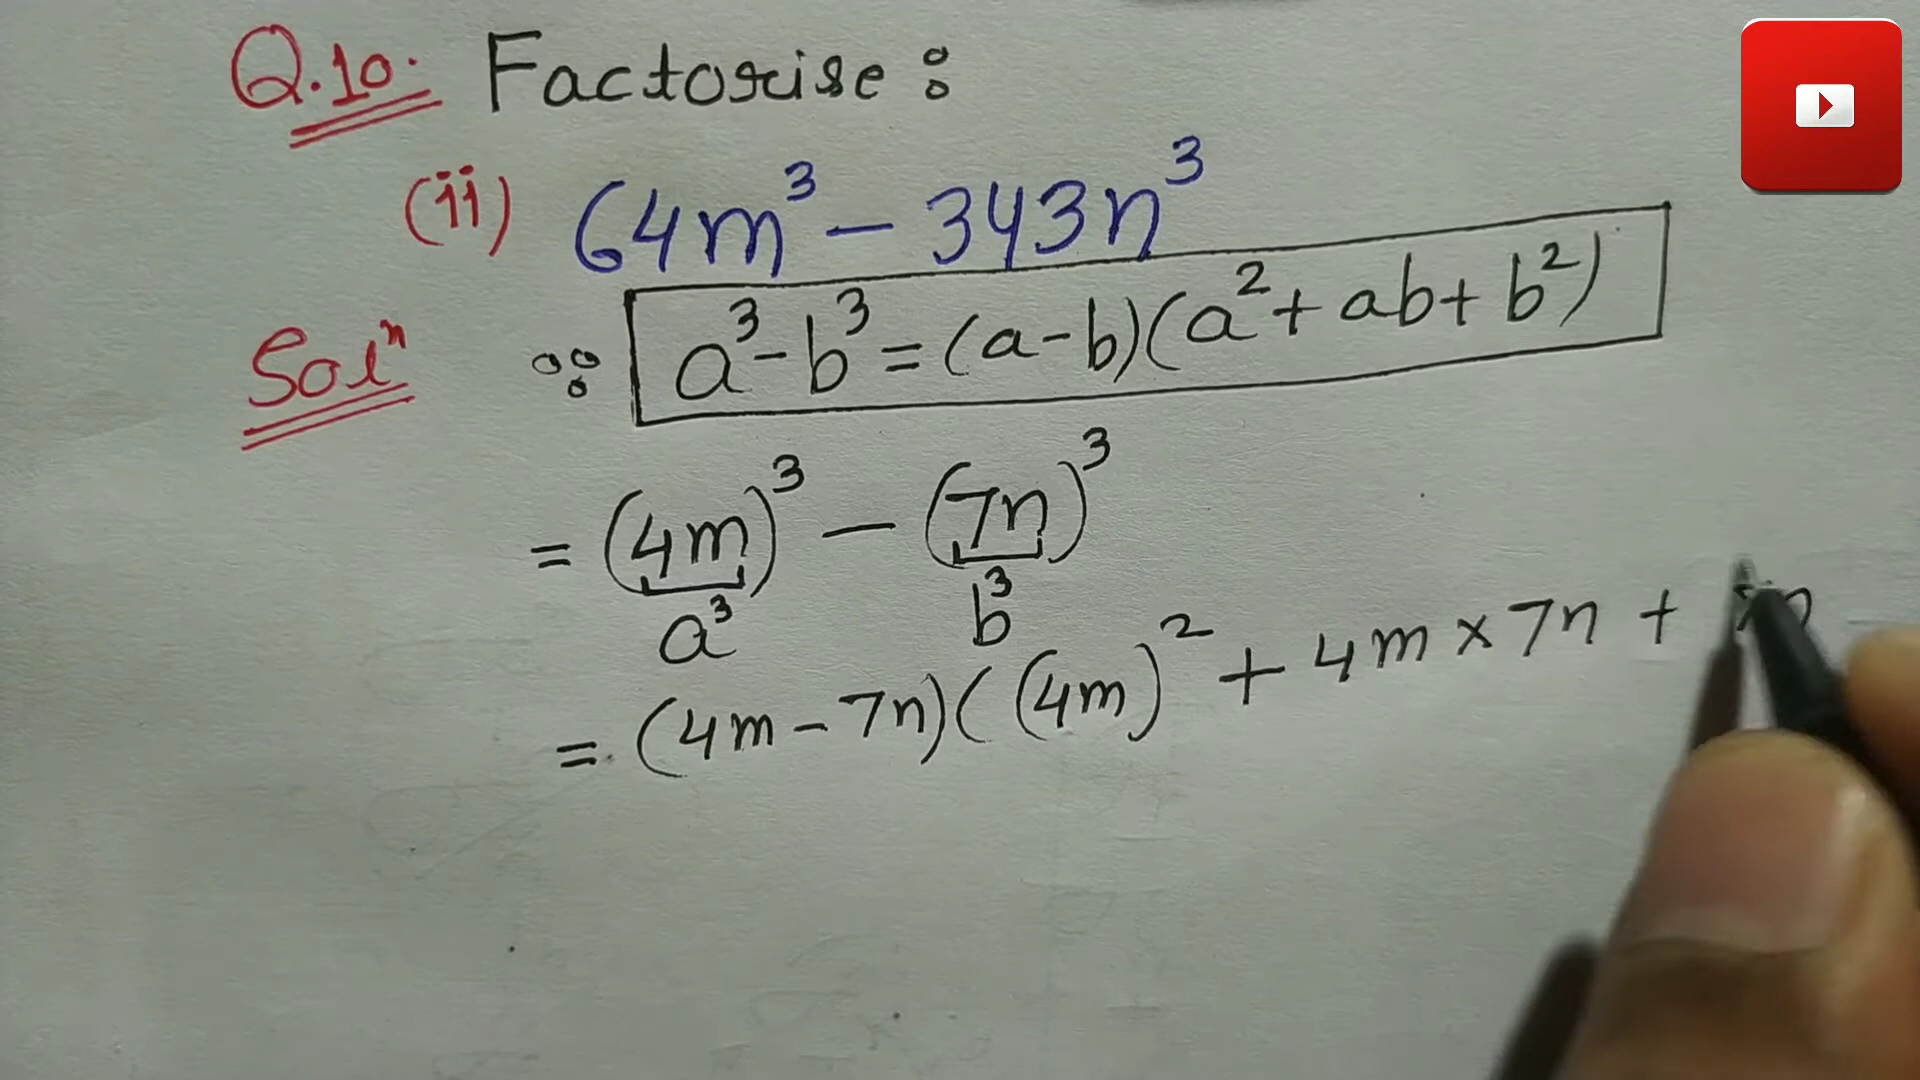 Q.10. Factorise :
(ii) 64m³ - 343n³
Solⁿ ∵ a³ - b³ = (a - b)(a² + ab + b²)
= (4m)³ - (7n)³
a³ b³
= (4m - 7n)((4m)² + 4m × 7n +